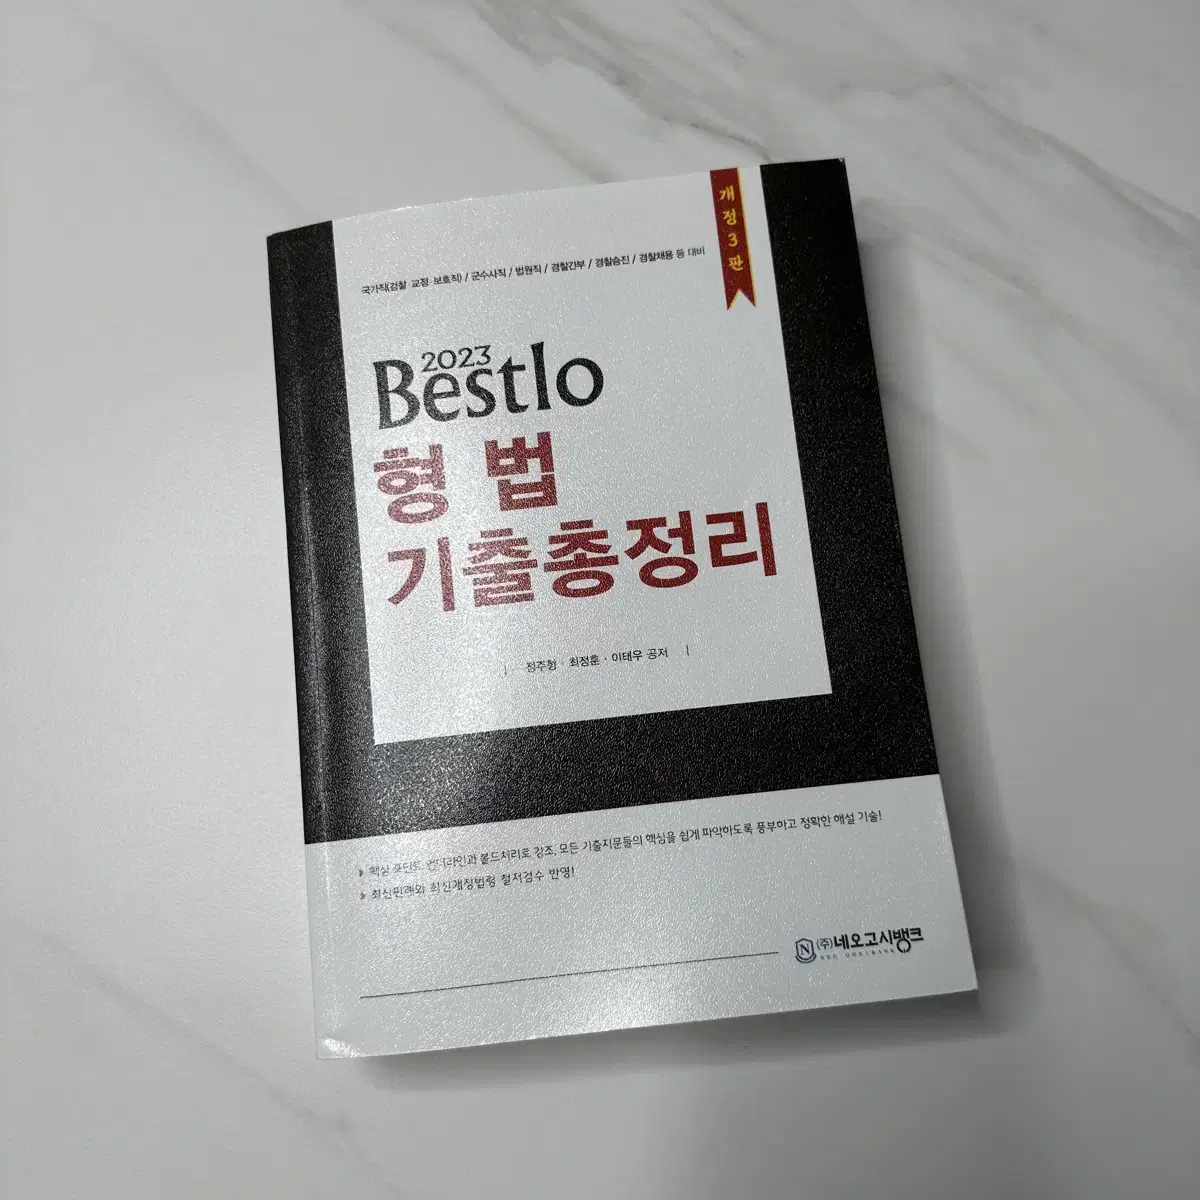 개정3판
국가직(검찰·교정·보호직) / 군수사직 / 법원직 / 경찰간부 / 경찰승진 / 경찰채용 등 대비
2023
Bestlo
형 법
기출총정리
정주형 · 최정훈 · 이태우 공저
핵심 포인트 언더라인과 볼드처리로 강조, 모든 기출지문들의 핵심을 쉽게 파악하도록 풍부하고 정확한 해설 기술!
최신판례와 최신개정법령 철저검수 반영!
N (주)네오고시뱅크
NEO GOSIBANK